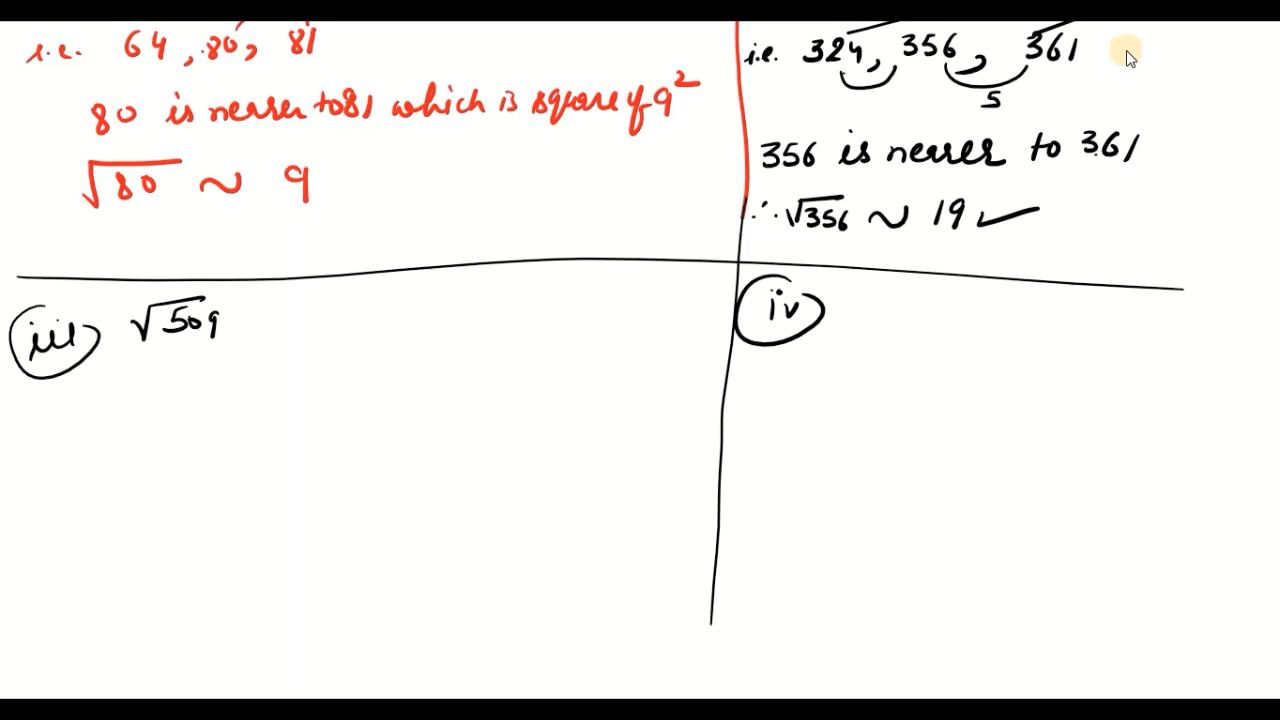 i.e. 64, 80, 81
80 is nearer to 81 which is square of 9²
√80 ~ 9
i.e. 324, 356, 361
5
356 is nearer to 361
∴ √356 ~ 19 ✓
iii) √509
iv